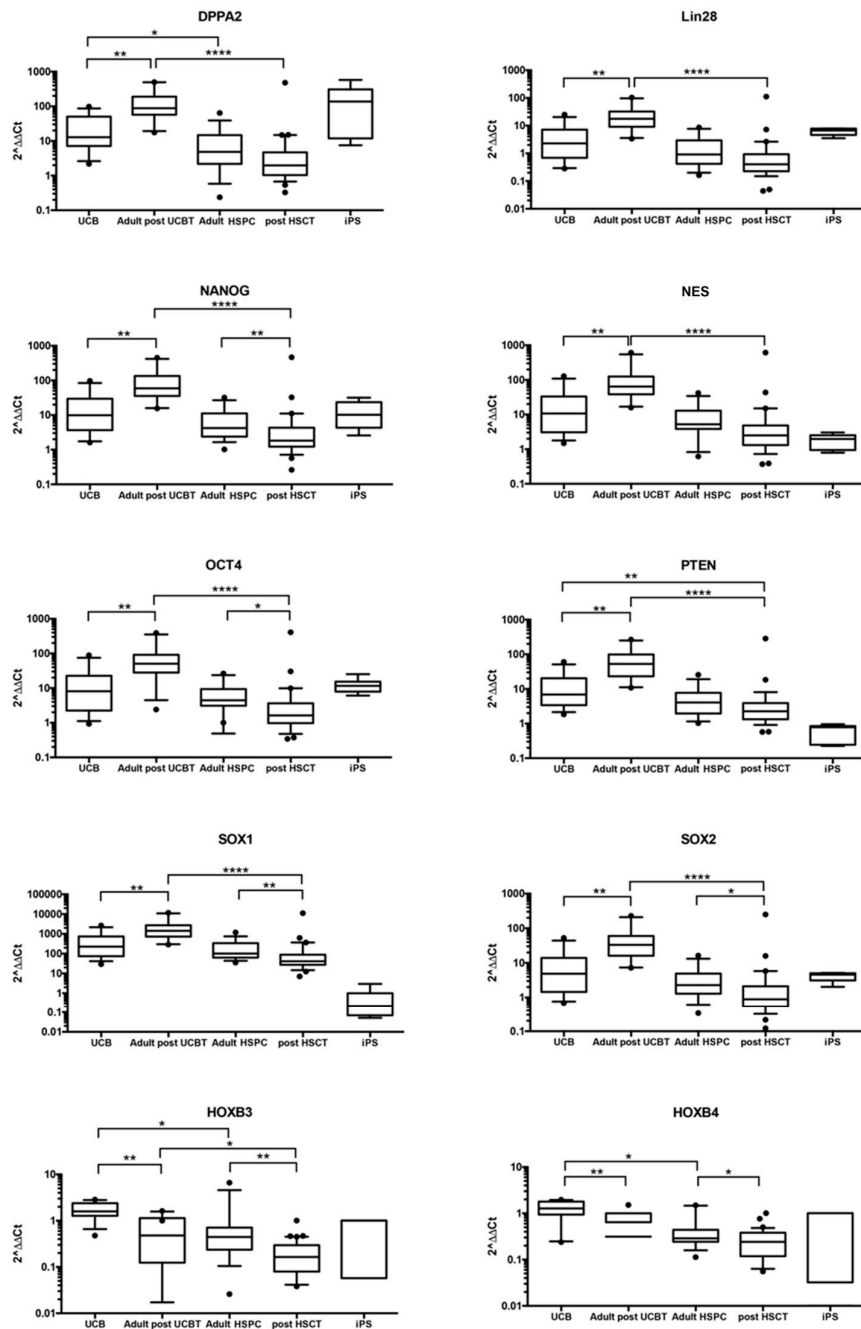 DPPA2
*
**
****
1000
100
10
1
0.1
2^ΔΔCt
UCB
Adult post UCBT
Adult HSPC
post HSCT
iPS
Lin28
**
****
1000
100
10
1
0.1
0.01
2^ΔΔCt
UCB
Adult post UCBT
Adult HSPC
post HSCT
iPS
NANOG
****
**
**
1000
100
10
1
0.1
2^ΔΔCt
UCB
Adult post UCBT
Adult HSPC
post HSCT
iPS
NES
**
****
1000
100
10
1
0.1
2^ΔΔCt
UCB
Adult post UCBT
Adult HSPC
post HSCT
iPS
OCT4
****
**
*
1000
100
10
1
0.1
2^ΔΔCt
UCB
Adult post UCBT
Adult HSPC
post HSCT
iPS
PTEN
**
****
**
1000
100
10
1
0.1
2^ΔΔCt
UCB
Adult post UCBT
Adult HSPC
post HSCT
iPS
SOX1
****
**
**
100000
10000
1000
100
10
1
0.1
0.01
2^ΔΔCt
UCB
Adult post UCBT
Adult HSPC
post HSCT
iPS
SOX2
****
**
*
1000
100
10
1
0.1
2^ΔΔCt
UCB
Adult post UCBT
Adult HSPC
post HSCT
iPS
HOXB3
*
*
**
**
10
1
0.1
0.01
2^ΔΔCt
UCB
Adult post UCBT
Adult HSPC
post HSCT
iPS
HOXB4
*
**
*
10
1
0.1
0.01
2^ΔΔCt
UCB
Adult post UCBT
Adult HSPC
post HSCT
iPS